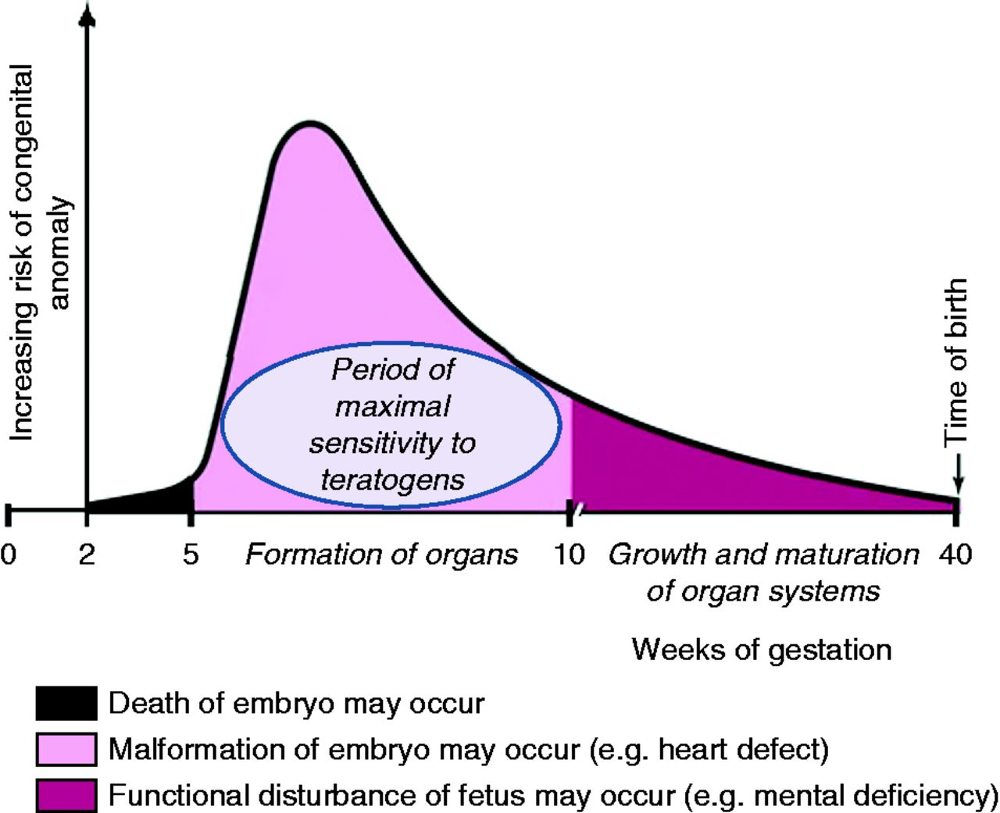 Increasing risk of congenital
anomaly
Period of
maximal
sensitivity to
teratogens
Time of birth
0 2 5 Formation of organs 10 Growth and maturation 40
of organ systems
Weeks of gestation
Death of embryo may occur
Malformation of embryo may occur (e.g. heart defect)
Functional disturbance of fetus may occur (e.g. mental deficiency)